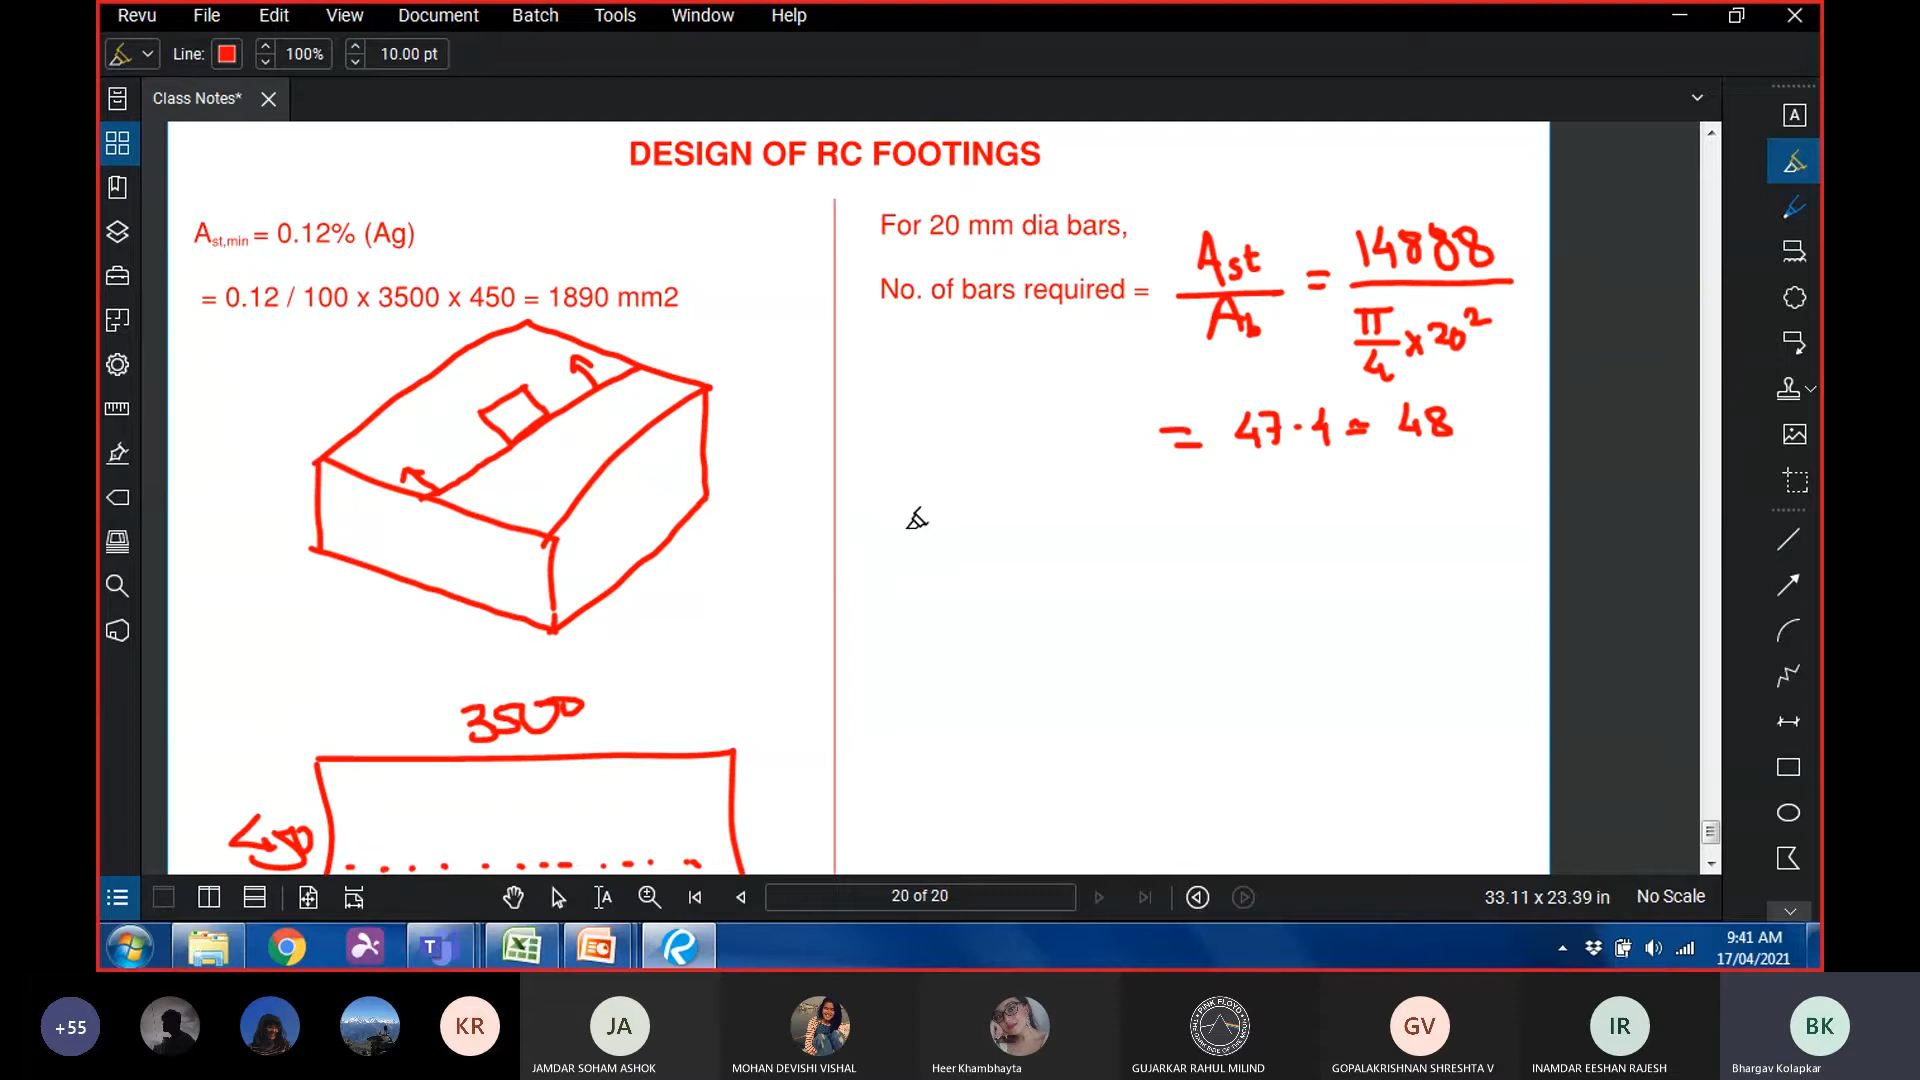 Revu File Edit View Document Batch Tools Window Help
Line: 100% 10.00 pt
Class Notes*
DESIGN OF RC FOOTINGS
Ast,min = 0.12% (Ag)
= 0.12 / 100 x 3500 x 450 = 1890 mm2
3500
450
For 20 mm dia bars,
No. of bars required = Ast / Ab = 14888 / π/4 x 20²
= 47.4 ≈ 48
20 of 20
33.11 x 23.39 in No Scale
9:41 AM
17/04/2021
+55
KR
JA
GV
IR
BK
JAMDAR SOHAM ASHOK
MOHAN DEVISHI VISHAL
Heer Khambhayta
GUJARKAR RAHUL MILIND
GOPALAKRISHNAN SHRESHTA V
INAMDAR EESHAN RAJESH
Bhargav Kolapkar